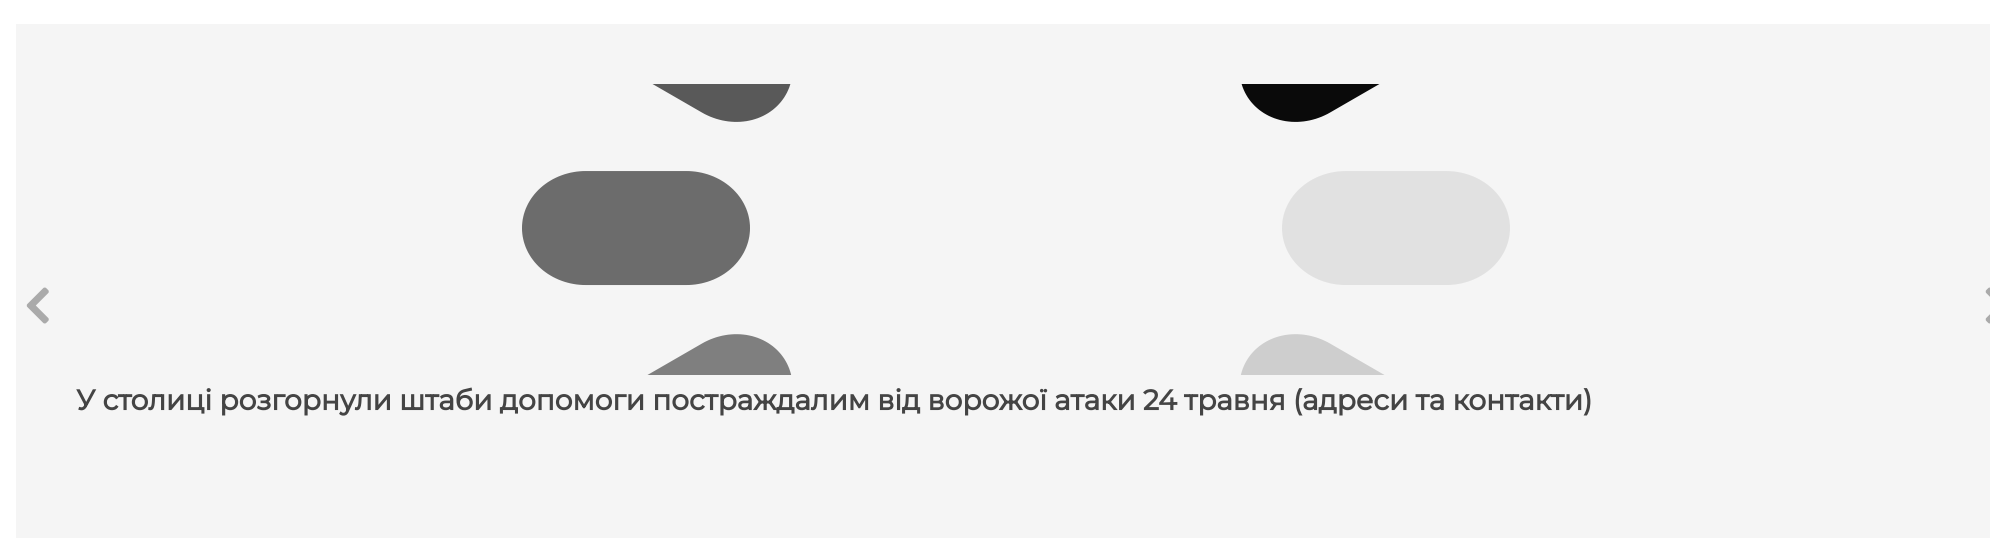 У столиці розгорнули штаби допомоги постраждалим від ворожої атаки 24 травня (адреси та контакти)